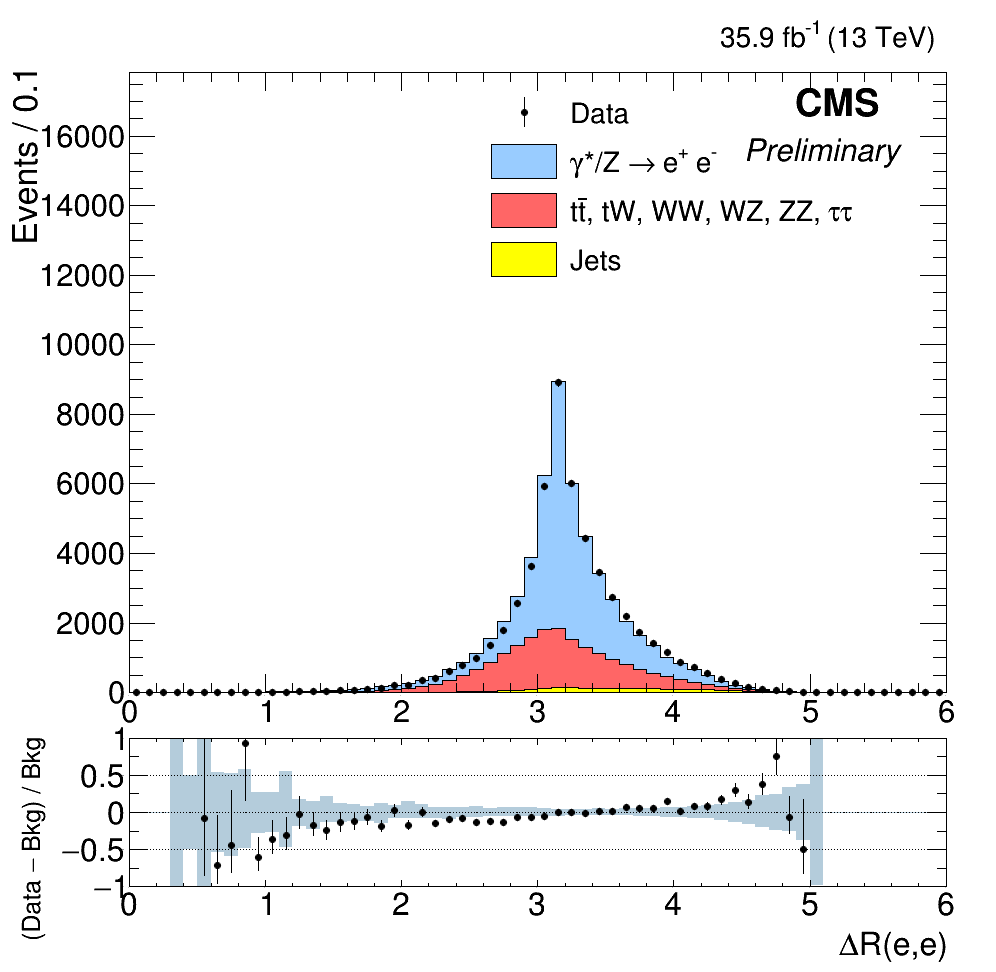 35.9 fb⁻¹ (13 TeV)
Events / 0.1
CMS
Preliminary
Data
γ*/Z → e⁺ e⁻
tt̄, tW, WW, WZ, ZZ, ττ
Jets
16000
14000
12000
10000
8000
6000
4000
2000
0
0 1 2 3 4 5 6
(Data − Bkg) / Bkg
1
0.5
0
−0.5
−1
0 1 2 3 4 5 6
ΔR(e,e)